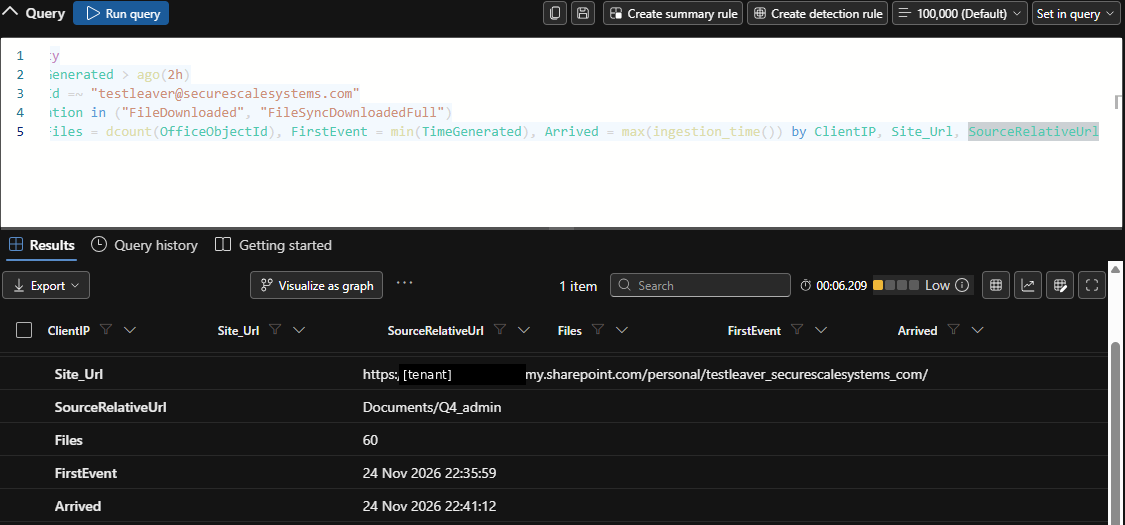 Query
Run query
Create summary rule
Create detection rule
100,000 (Default)
Set in query
1 ty
2 Generated > ago(2h)
3 Id =~ "testleaver@securescalesystems.com"
4 tion in ("FileDownloaded", "FileSyncDownloadedFull")
5 Files = dcount(OfficeObjectId), FirstEvent = min(TimeGenerated), Arrived = max(ingestion_time()) by ClientIP, Site_Url, SourceRelativeUrl
Results
Query history
Getting started
Export
Visualize as graph
...
1 item
Search
00:06.209
Low
ClientIP Site_Url SourceRelativeUrl Files FirstEvent Arrived
Site_Url https:/ [tenant] my.sharepoint.com/personal/testleaver_securescalesystems_com/
SourceRelativeUrl Documents/Q4_admin
Files 60
FirstEvent 24 Nov 2026 22:35:59
Arrived 24 Nov 2026 22:41:12